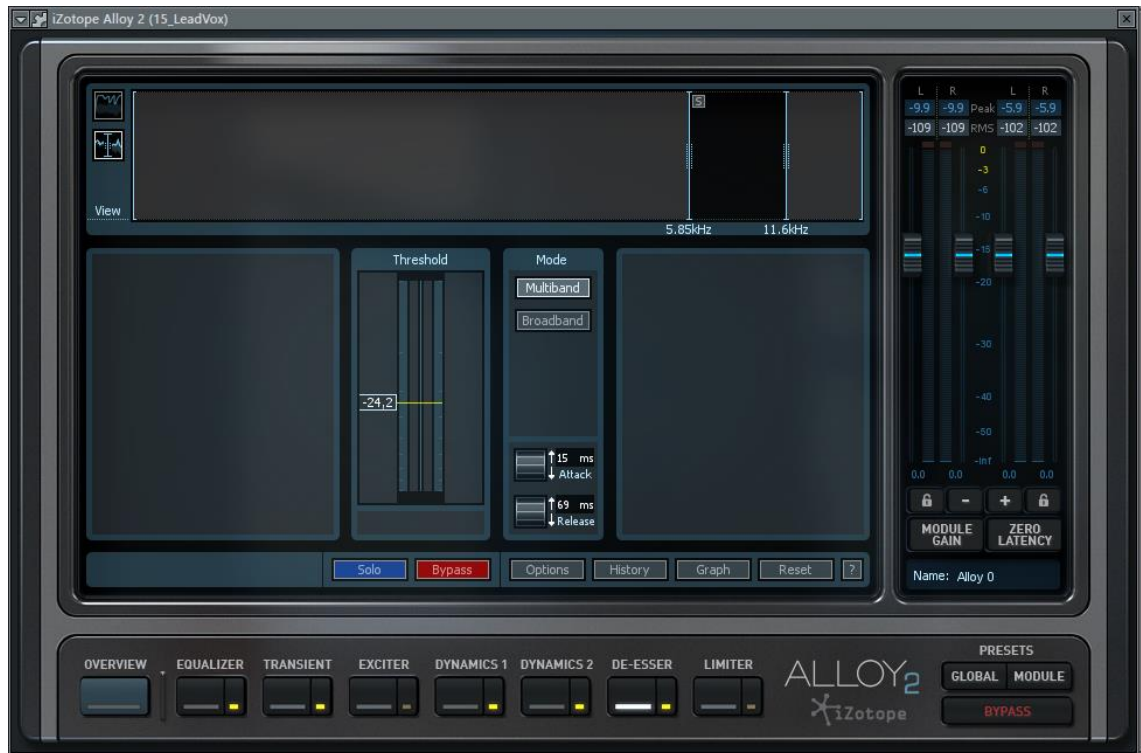 iZotope Alloy 2 (15_LeadVox)
L R L R
-9.9 -9.9 Peak -5.9 -5.9
-109 -109 RMS -102 -102
S
View
5.85kHz 11.6kHz
Threshold
-24,2
Mode
Multiband
Broadband
15 ms
Attack
69 ms
Release
0
-3
-6
-10
-15
-20
-30
-40
-50
-Inf
0.0 0.0 0.0 0.0
- +
MODULE GAIN
ZERO LATENCY
Name: Alloy 0
Solo Bypass Options History Graph Reset ?
OVERVIEW EQUALIZER TRANSIENT EXCITER DYNAMICS 1 DYNAMICS 2 DE-ESSER LIMITER
ALLOY2
iZotope
PRESETS
GLOBAL MODULE
BYPASS